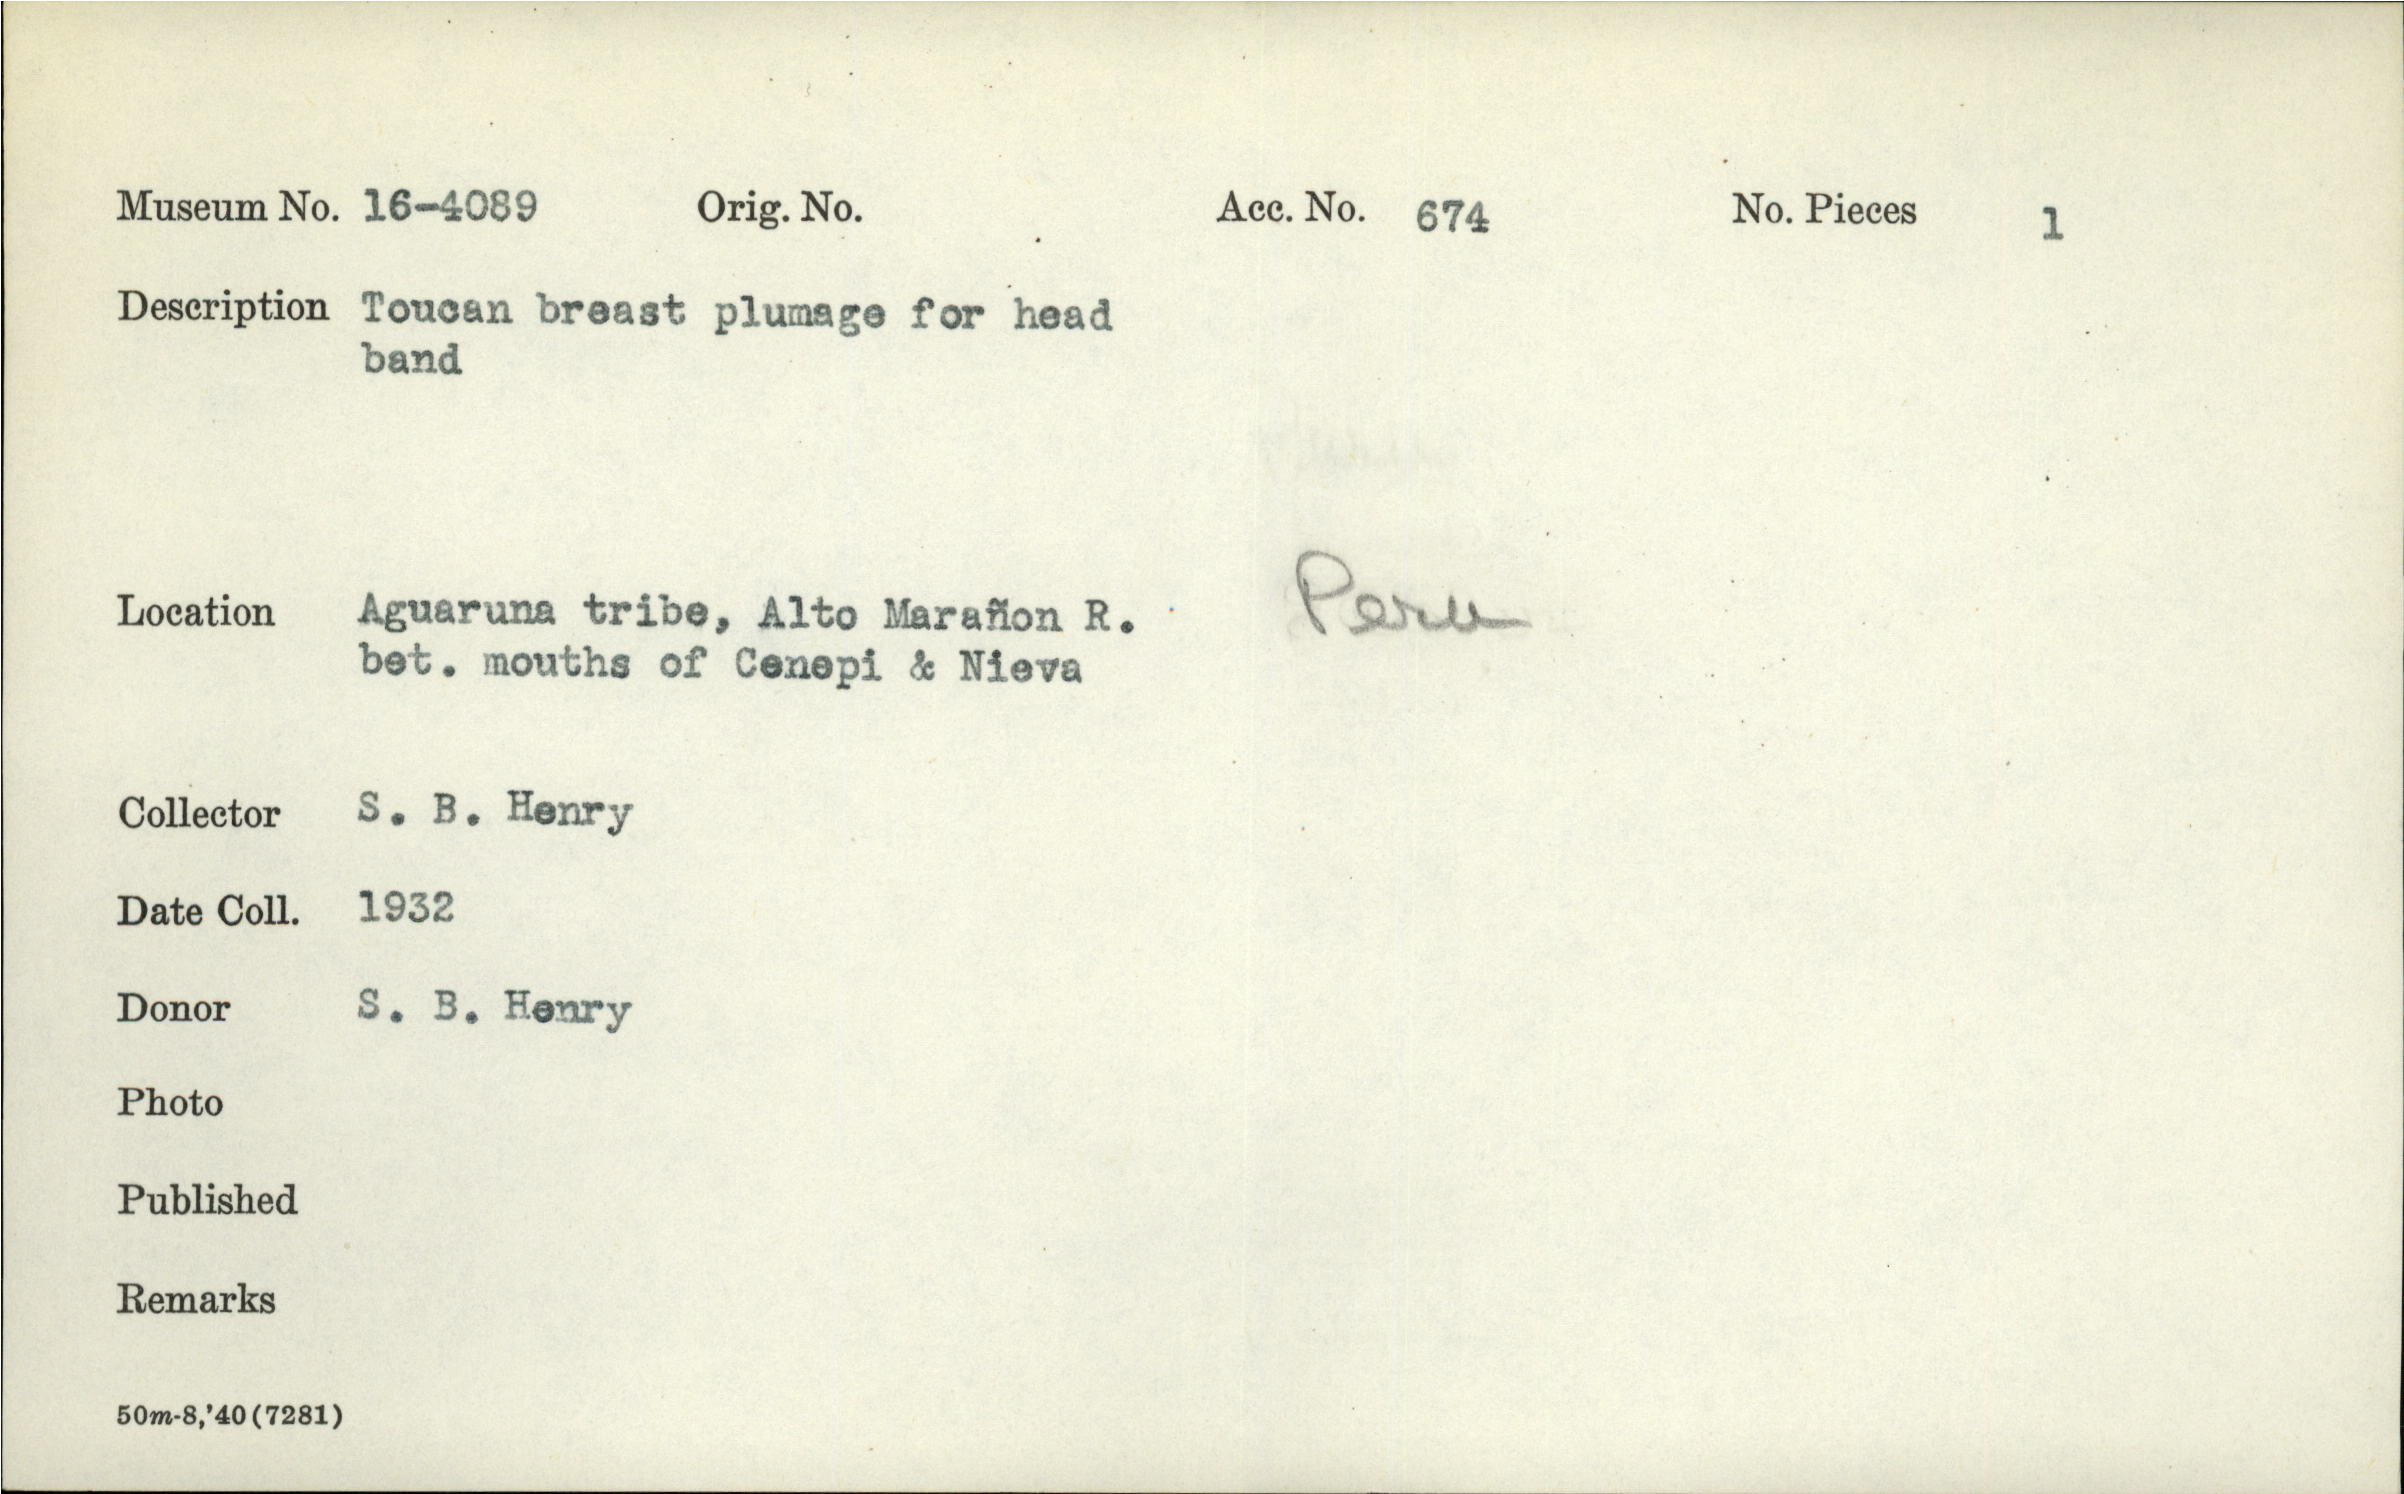 Museum No. 16-4089 Orig. No. Acc. No. 674 No. Pieces 1
Description Toucan breast plumage for head
band
Location Aguaruna tribe, Alto Marañon R. Peru
bet. mouths of Cenepi & Nieva
Collector S. B. Henry
Date Coll. 1932
Donor S. B. Henry
Photo
Published
Remarks
50m-8,'40(7281)